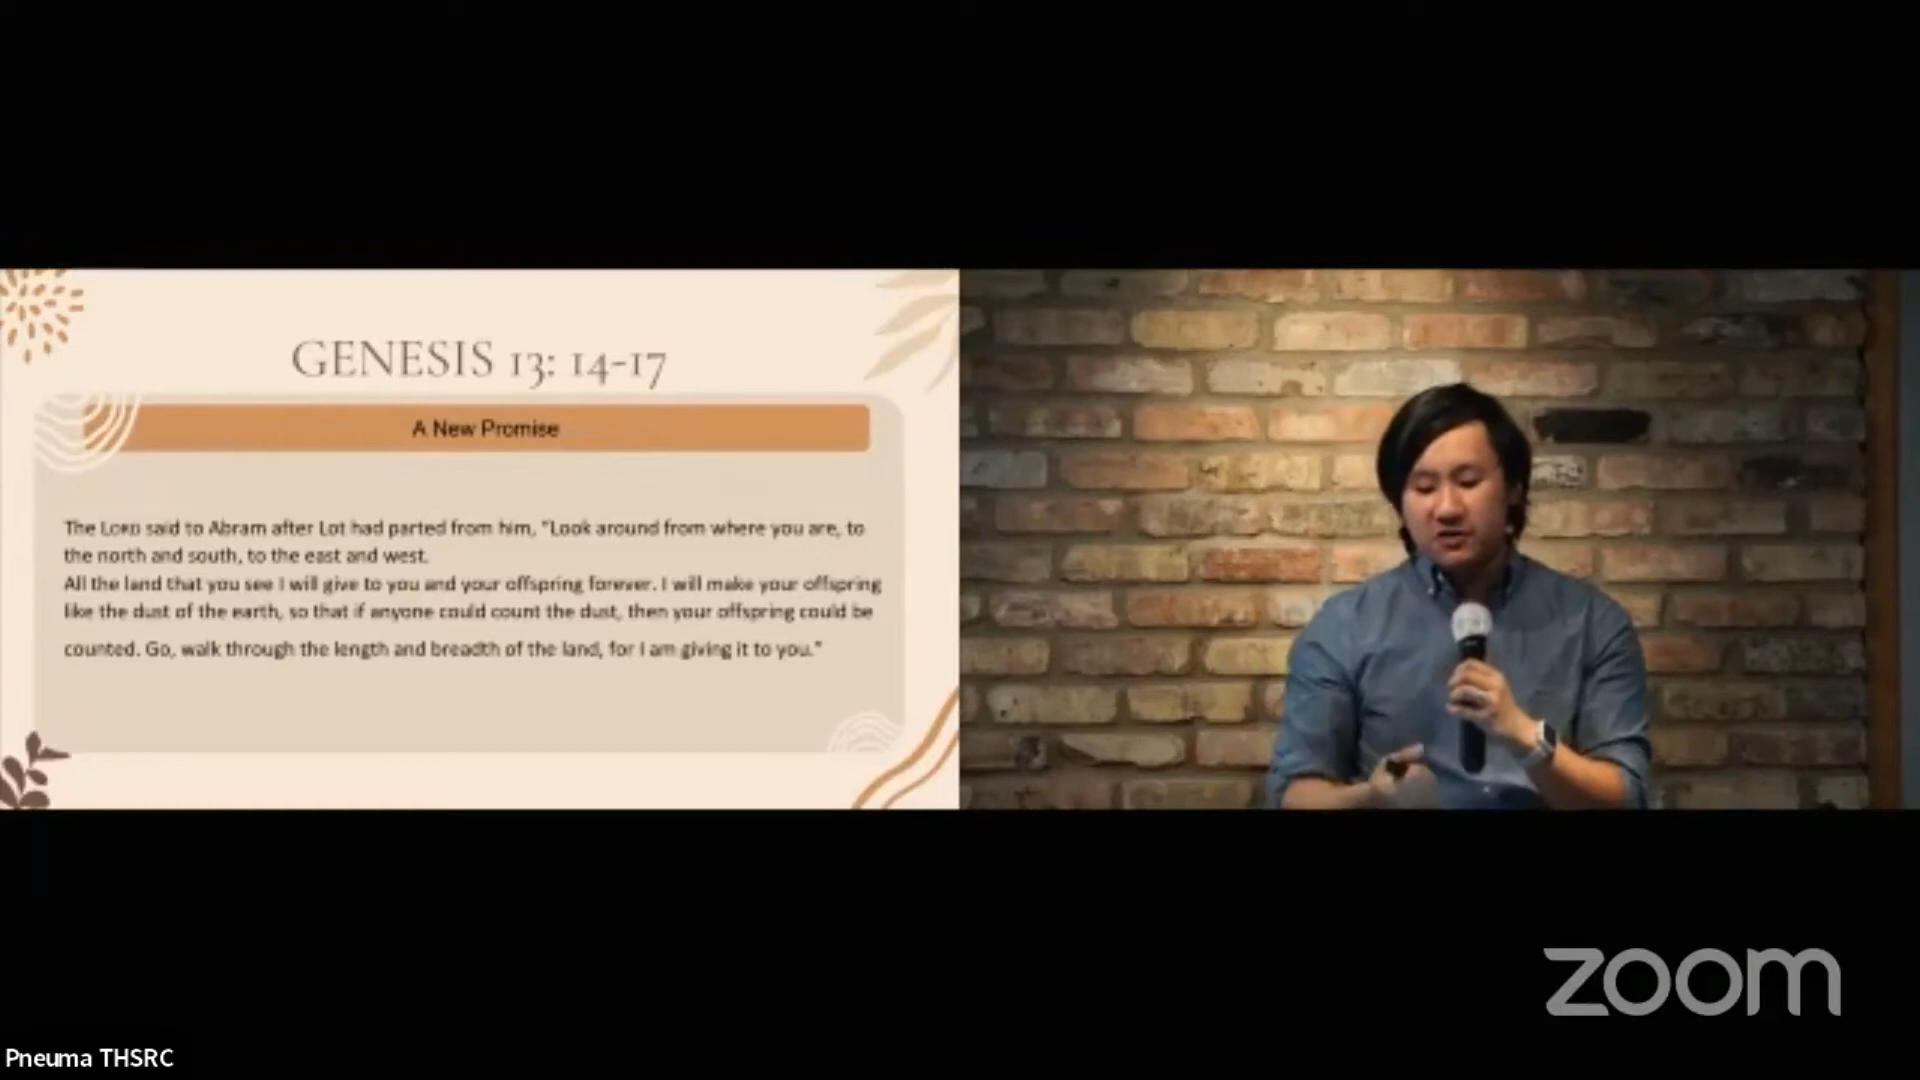 GENESIS 13: 14-17
A New Promise
The LORD said to Abram after Lot had parted from him, "Look around from where you are, to
the north and south, to the east and west.
All the land that you see I will give to you and your offspring forever. I will make your offspring
like the dust of the earth, so that if anyone could count the dust, then your offspring could be
counted. Go, walk through the length and breadth of the land, for I am giving it to you."
zoom
Pneuma THSRC